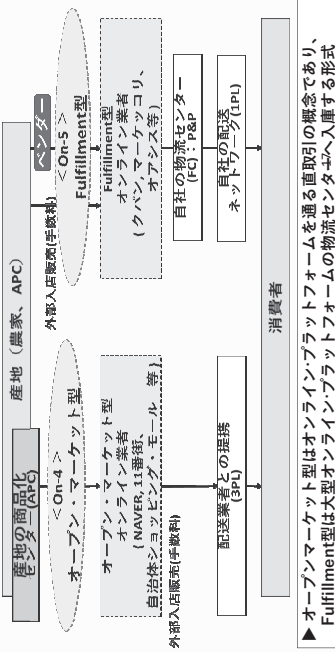 産地（農家、APC）
産地の商品化
センター(APC)
ベンダー
外部入店販売(手数料)
<On-4 >
オープン・マーケット型
<On-5 >
Fulfillment型
オープン・マーケット型
オンライン業者
( NAVER, 11番街、
自治体ショッピング・モール　等 )
Fulfillment型
オンライン業者
( クパン,マーケッコリ、
オアシス等 )
外部入店販売(手数料)
自社の物流センター
(FC)・P&P
配送業者との提携
(3PL)
自社の配送
ネットワーク(1PL)
消費者
▶ オープンマーケット型はオンライン･プラットフォームを通る直取引の概念であり、
Fulfillment型は大型オンライン･プラットフォームの物流センターへ入庫する形式